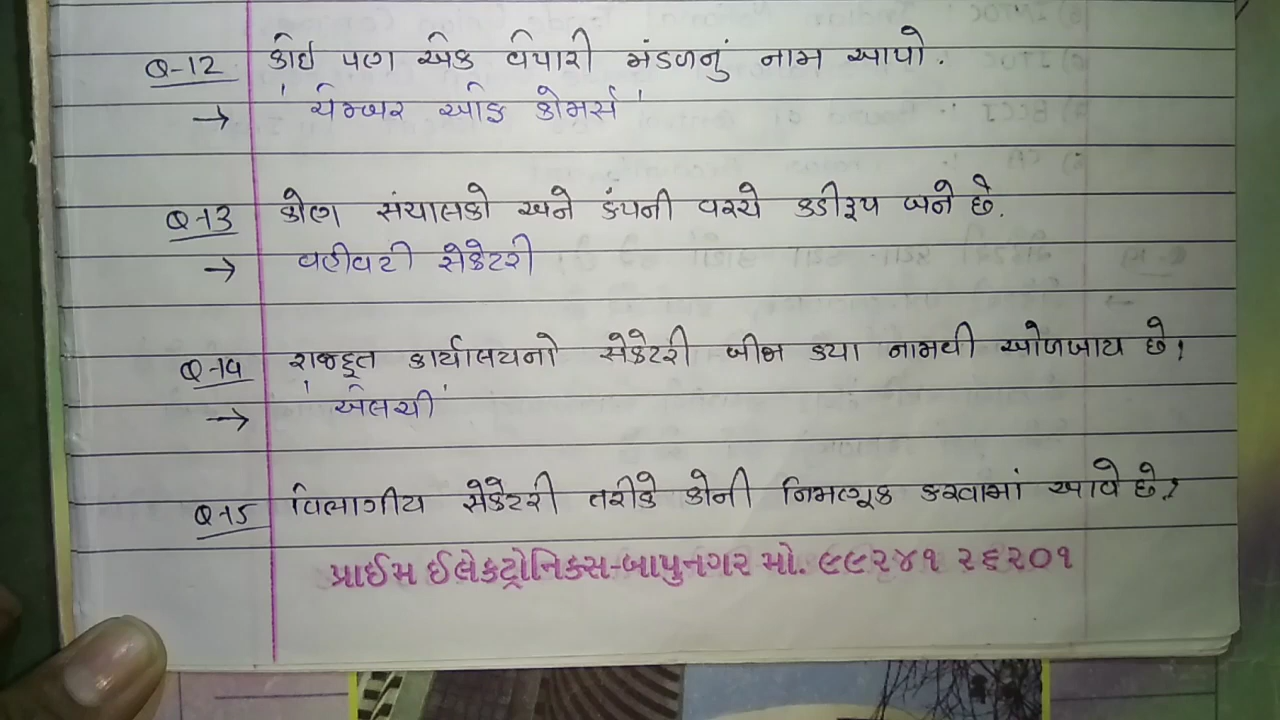 Q-12 કોઈ પણ એક વેપારી મંડળનું નામ આપો.
→ 'ચેમ્બર ઓફ કોમર્સ'
Q-13 કોણ સંચાલકો અને કંપની વચ્ચે કડીરૂપ બને છે.
→ વહીવટી સેક્રેટરી
Q-14 રાજદૂત કાર્યાલયનો સેક્રેટરી બીજા કયા નામથી ઓળખાય છે?
→ 'એલચી'
Q-15 વિભાગીય સેક્રેટરી તરીકે કોની નિમણૂક કરવામાં આવે છે?
પ્રાઈમ ઈલેકટ્રોનિક્સ-બાપુનગર મો. ૯૯૨૪૧ ૨૬૨૦૧